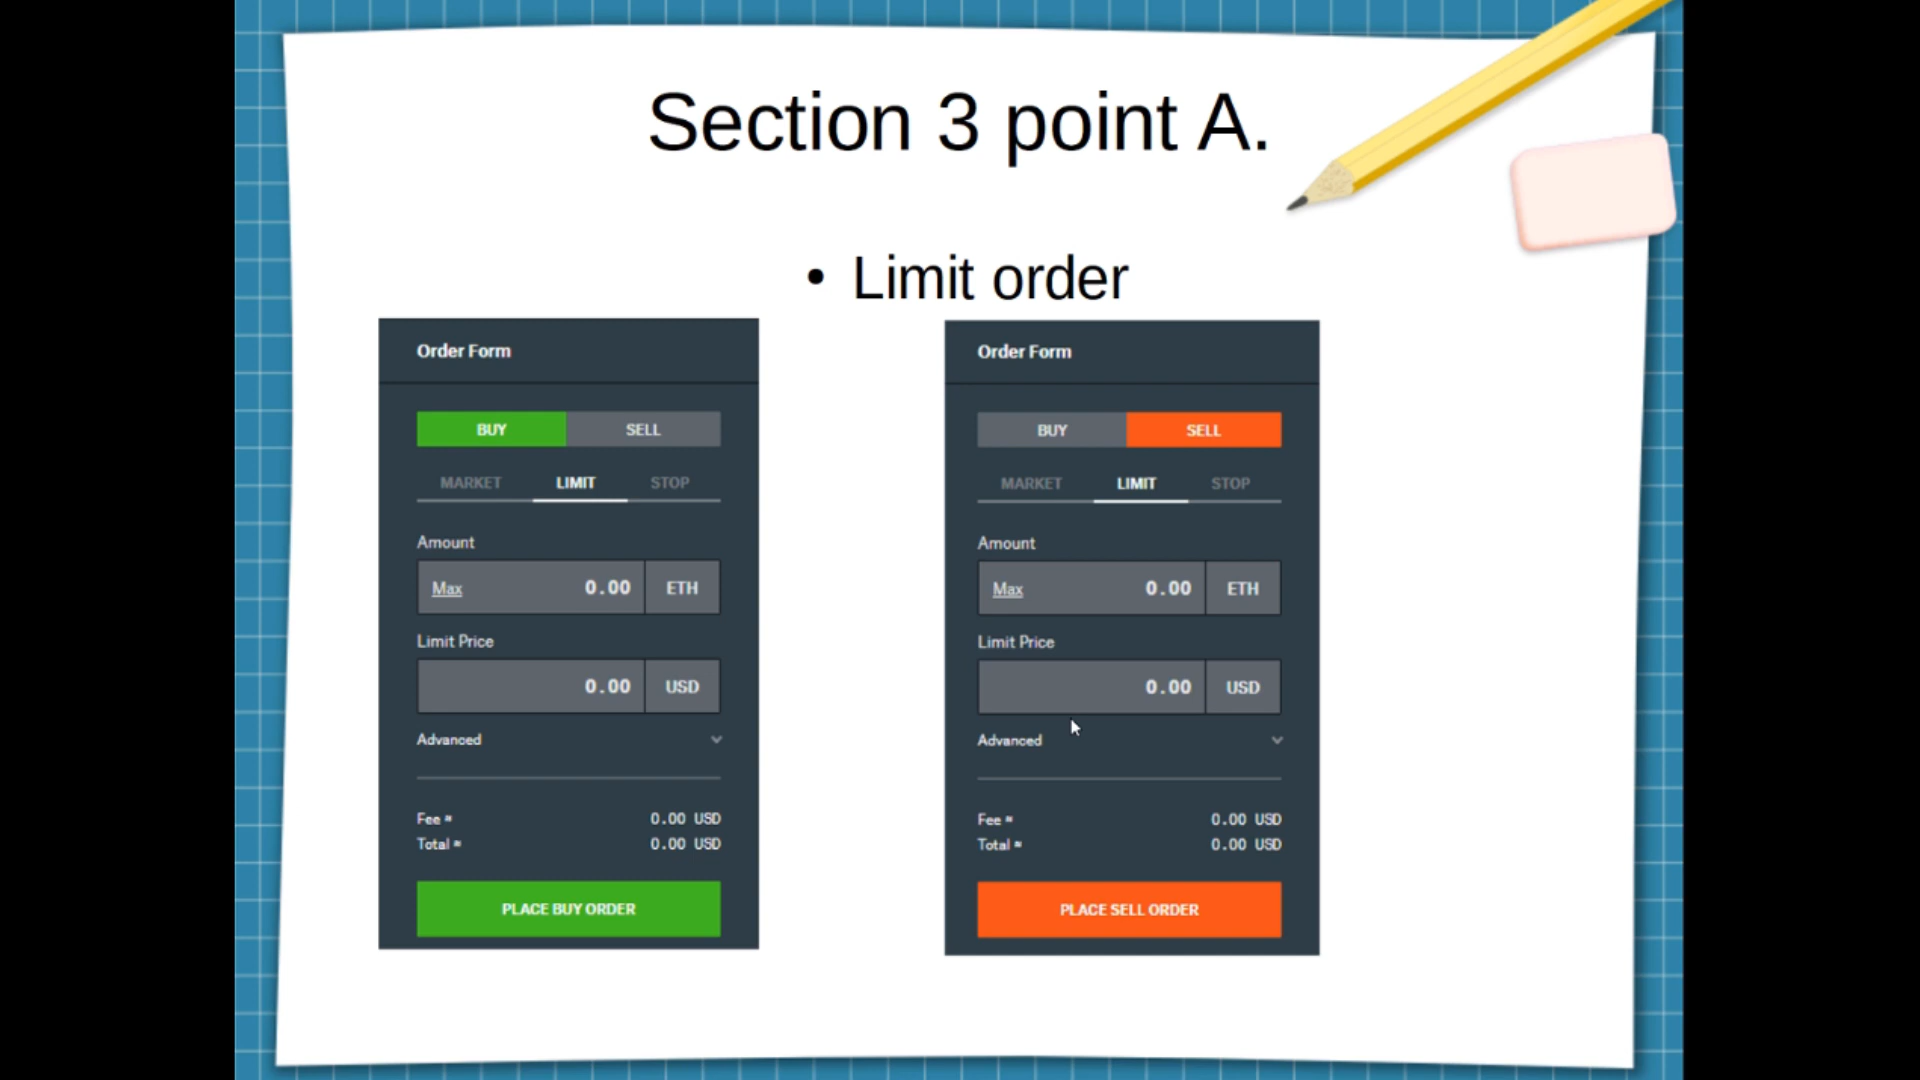 Section 3 point A.
• Limit order
Order Form
BUY SELL
MARKET LIMIT STOP
Amount
Max 0.00 ETH
Limit Price
0.00 USD
Advanced
Fee ≈ 0.00 USD
Total ≈ 0.00 USD
PLACE BUY ORDER
Order Form
BUY SELL
MARKET LIMIT STOP
Amount
Max 0.00 ETH
Limit Price
0.00 USD
Advanced
Fee ≈ 0.00 USD
Total ≈ 0.00 USD
PLACE SELL ORDER